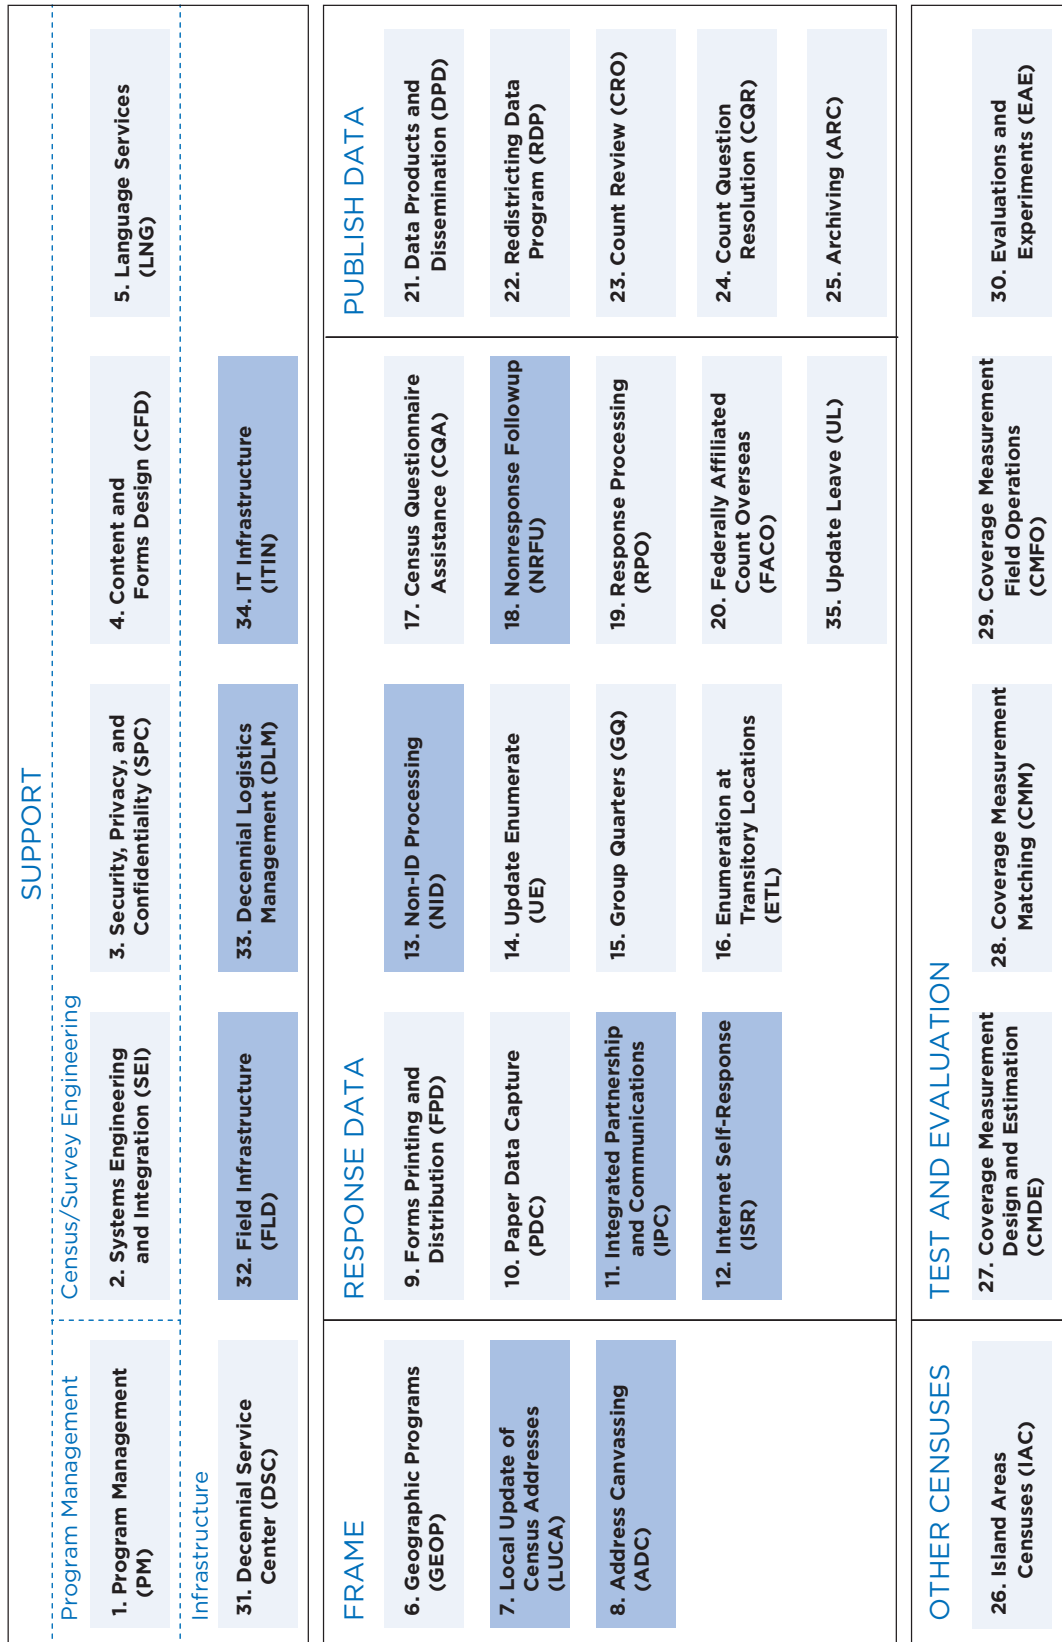 SUPPORT
Program Management
Census/Survey Engineering
1. Program Management
(PM)
2. Systems Engineering
and Integration (SEI)
3. Security, Privacy, and
Confidentiality (SPC)
4. Content and
Forms Design (CFD)
5. Language Services
(LNG)
Infrastructure
31. Decennial Service
Center (DSC)
32. Field Infrastructure
(FLD)
33. Decennial Logistics
Management (DLM)
34. IT Infrastructure
(ITIN)
FRAME
6. Geographic Programs
(GEOP)
7. Local Update of
Census Addresses
(LUCA)
8. Address Canvassing
(ADC)
RESPONSE DATA
9. Forms Printing and
Distribution (FPD)
10. Paper Data Capture
(PDC)
11. Integrated Partnership
and Communications
(IPC)
12. Internet Self-Response
(ISR)
13. Non-ID Processing
(NID)
14. Update Enumerate
(UE)
15. Group Quarters (GQ)
16. Enumeration at
Transitory Locations
(ETL)
17. Census Questionnaire
Assistance (CQA)
18. Nonresponse Followup
(NRFU)
19. Response Processing
(RPO)
20. Federally Affiliated
Count Overseas
(FACO)
35. Update Leave (UL)
PUBLISH DATA
21. Data Products and
Dissemination (DPD)
22. Redistricting Data
Program (RDP)
23. Count Review (CRO)
24. Count Question
Resolution (CQR)
25. Archiving (ARC)
OTHER CENSUSES
26. Island Areas
Censuses (IAC)
TEST AND EVALUATION
27. Coverage Measurement
Design and Estimation
(CMDE)
28. Coverage Measurement
Matching (CMM)
29. Coverage Measurement
Field Operations
(CMFO)
30. Evaluations and
Experiments (EAE)